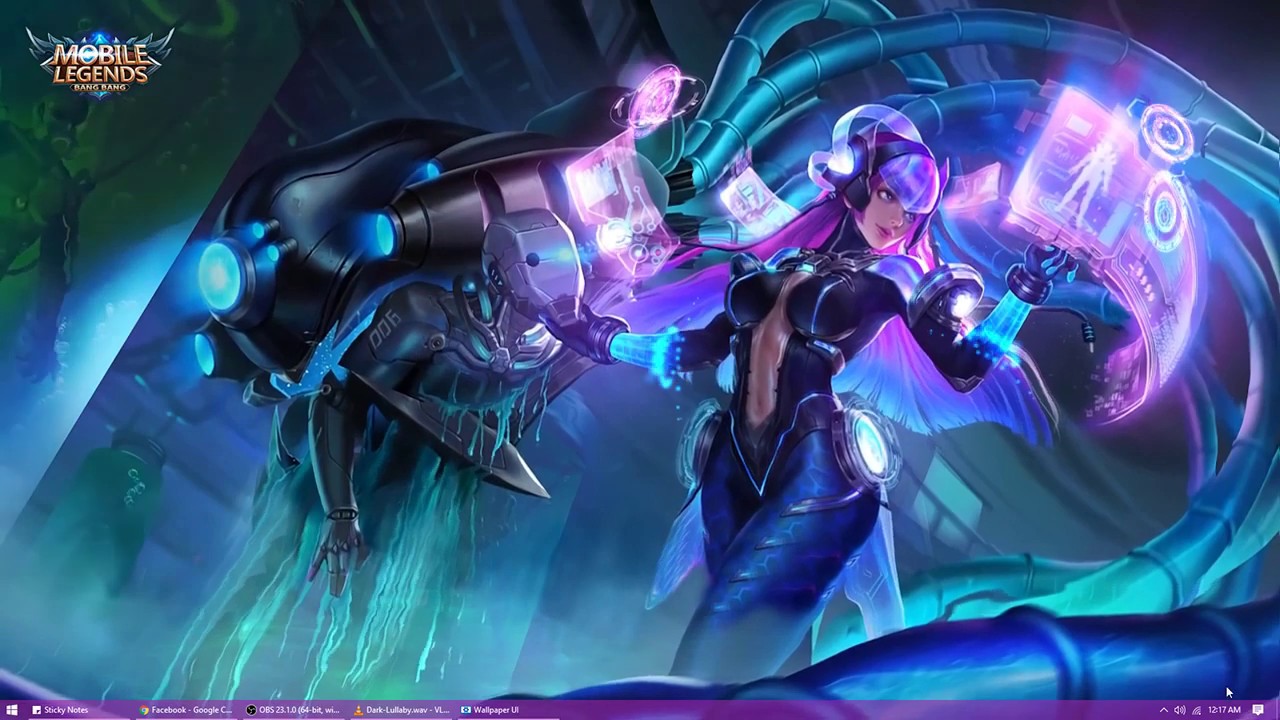 MOBILE
LEGENDS
BANG BANG
006
Sticky Notes
Facebook - Google C...
OBS 23.1.0 (64-bit, wi...
Dark-Lullaby.wav - VL...
Wallpaper UI
12:17 AM